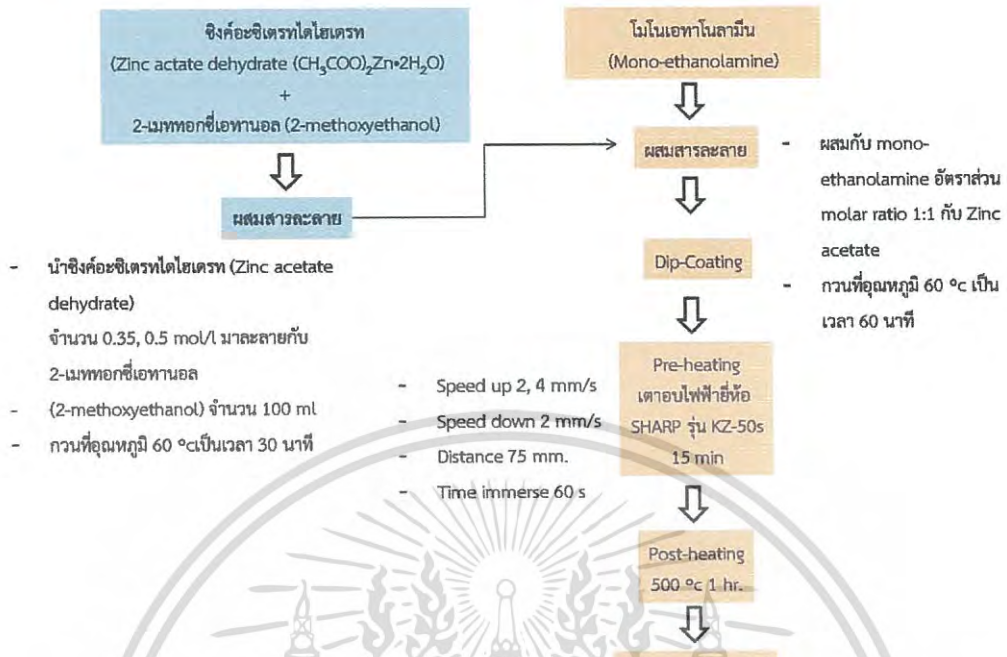 ซิงค์อะซิเตรทไดไฮเดรท
(Zinc actate dehydrate (CH₃COO)₂Zn•2H₂O)
+
2-เมททอกซี่เอทานอล (2-methoxyethanol)
ผสมสารละลาย
- นำซิงค์อะซิเตรทไดไฮเดรท (Zinc acetate
dehydrate)
จำนวน 0.35, 0.5 mol/l มาละลายกับ
2-เมททอกซี่เอทานอล
- (2-methoxyethanol) จำนวน 100 ml
- กวนที่อุณหภูมิ 60 °cเป็นเวลา 30 นาที
โมโนเอทาโนลามีน
(Mono-ethanolamine)
ผสมสารละลาย
- ผสมกับ mono-
ethanolamine อัตราส่วน
molar ratio 1:1 กับ Zinc
acetate
- กวนที่อุณหภูมิ 60 °c เป็น
เวลา 60 นาที
Dip-Coating
- Speed up 2, 4 mm/s
- Speed down 2 mm/s
- Distance 75 mm.
- Time immerse 60 s
Pre-heating
เตาอบไฟฟ้ายี่ห้อ
SHARP รุ่น KZ-50s
15 min
Post-heating
500 °c 1 hr.